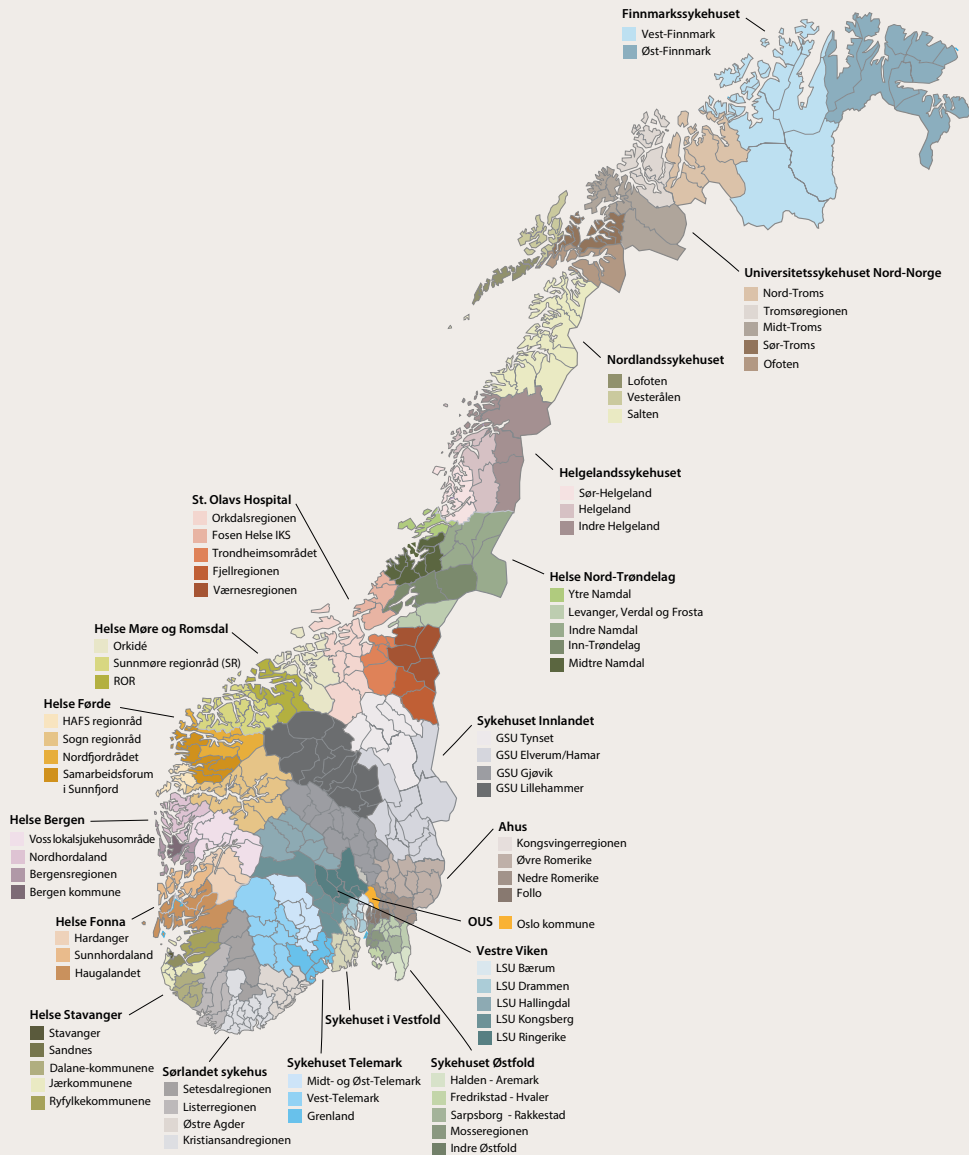 Finnmarkssykehuset
Vest-Finnmark
Øst-Finnmark
Universitetssykehuset Nord-Norge
Nord-Troms
Tromsøregionen
Midt-Troms
Sør-Troms
Ofoten
Nordlandssykehuset
Lofoten
Vesterålen
Salten
Helgelandssykehuset
Sør-Helgeland
Helgeland
Indre Helgeland
St. Olavs Hospital
Orkdalsregionen
Fosen Helse IKS
Trondheimsområdet
Fjellregionen
Værnesregionen
Helse Nord-Trøndelag
Ytre Namdal
Levanger, Verdal og Frosta
Indre Namdal
Inn-Trøndelag
Midtre Namdal
Helse Møre og Romsdal
Orkidé
Sunnmøre regionråd (SR)
ROR
Helse Førde
HAFS regionråd
Sogn regionråd
Nordfjordrådet
Samarbeidsforum
i Sunnfjord
Sykehuset Innlandet
GSU Tynset
GSU Elverum/Hamar
GSU Gjøvik
GSU Lillehammer
Helse Bergen
Voss lokalsjukehusområde
Nordhordaland
Bergensregionen
Bergen kommune
Ahus
Kongsvingerregionen
Øvre Romerike
Nedre Romerike
Follo
OUS
Oslo kommune
Helse Fonna
Hardanger
Sunnhordaland
Haugalandet
Vestre Viken
LSU Bærum
LSU Drammen
LSU Hallingdal
LSU Kongsberg
LSU Ringerike
Helse Stavanger
Stavanger
Sandnes
Dalane-kommunene
Jærkommunene
Ryfylkekommunene
Sykehuset i Vestfold
Sørlandet sykehus
Setesdalregionen
Listerregionen
Østre Agder
Kristiansandregionen
Sykehuset Telemark
Midt- og Øst-Telemark
Vest-Telemark
Grenland
Sykehuset Østfold
Halden - Aremark
Fredrikstad - Hvaler
Sarpsborg - Rakkestad
Mosseregionen
Indre Østfold